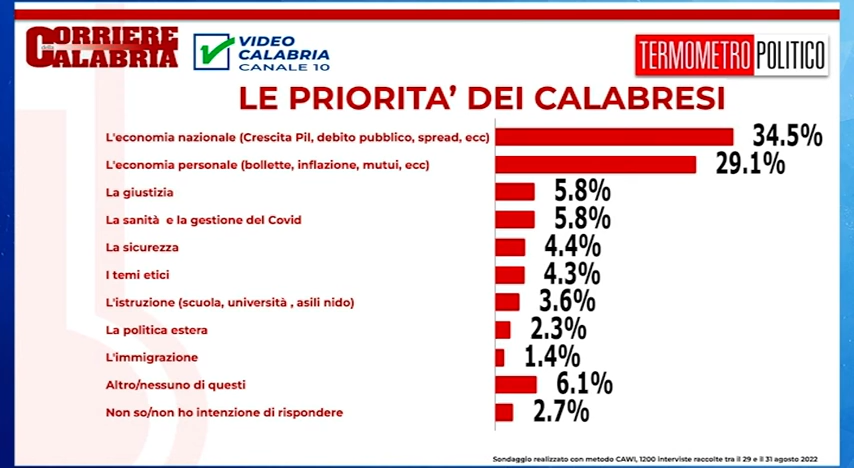 CORRIERE
della
CALABRIA
VIDEO
CALABRIA
CANALE 10
TERMOMETRO POLITICO
LE PRIORITA' DEI CALABRESI
L'economia nazionale (Crescita Pil, debito pubblico, spread, ecc) 34.5%
L'economia personale (bollette, inflazione, mutui, ecc) 29.1%
La giustizia 5.8%
La sanità e la gestione del Covid 5.8%
La sicurezza 4.4%
I temi etici 4.3%
L'istruzione (scuola, università , asili nido) 3.6%
La politica estera 2.3%
L'immigrazione 1.4%
Altro/nessuno di questi 6.1%
Non so/non ho intenzione di rispondere 2.7%
Sondaggio realizzato con metodo CAWI, 1200 interviste raccolte tra il 29 e il 31 agosto 2022